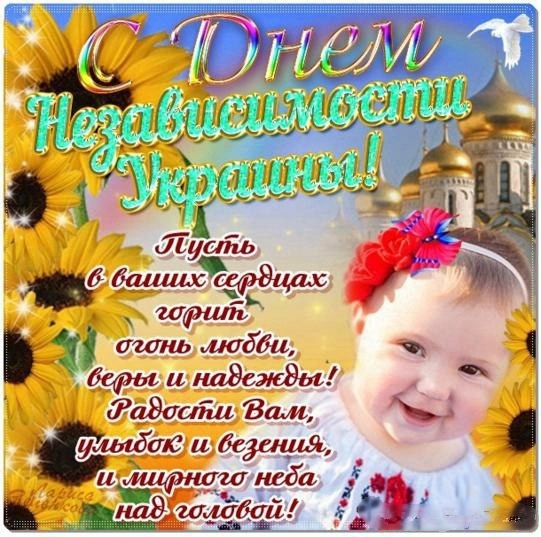 С Днем
Независимости
Украины!
Пусть
в ваших сердцах
горит
огонь любви,
веры и надежды!
Радости Вам,
улыбок и везения,
и мирного неба
над головой!
Лариса